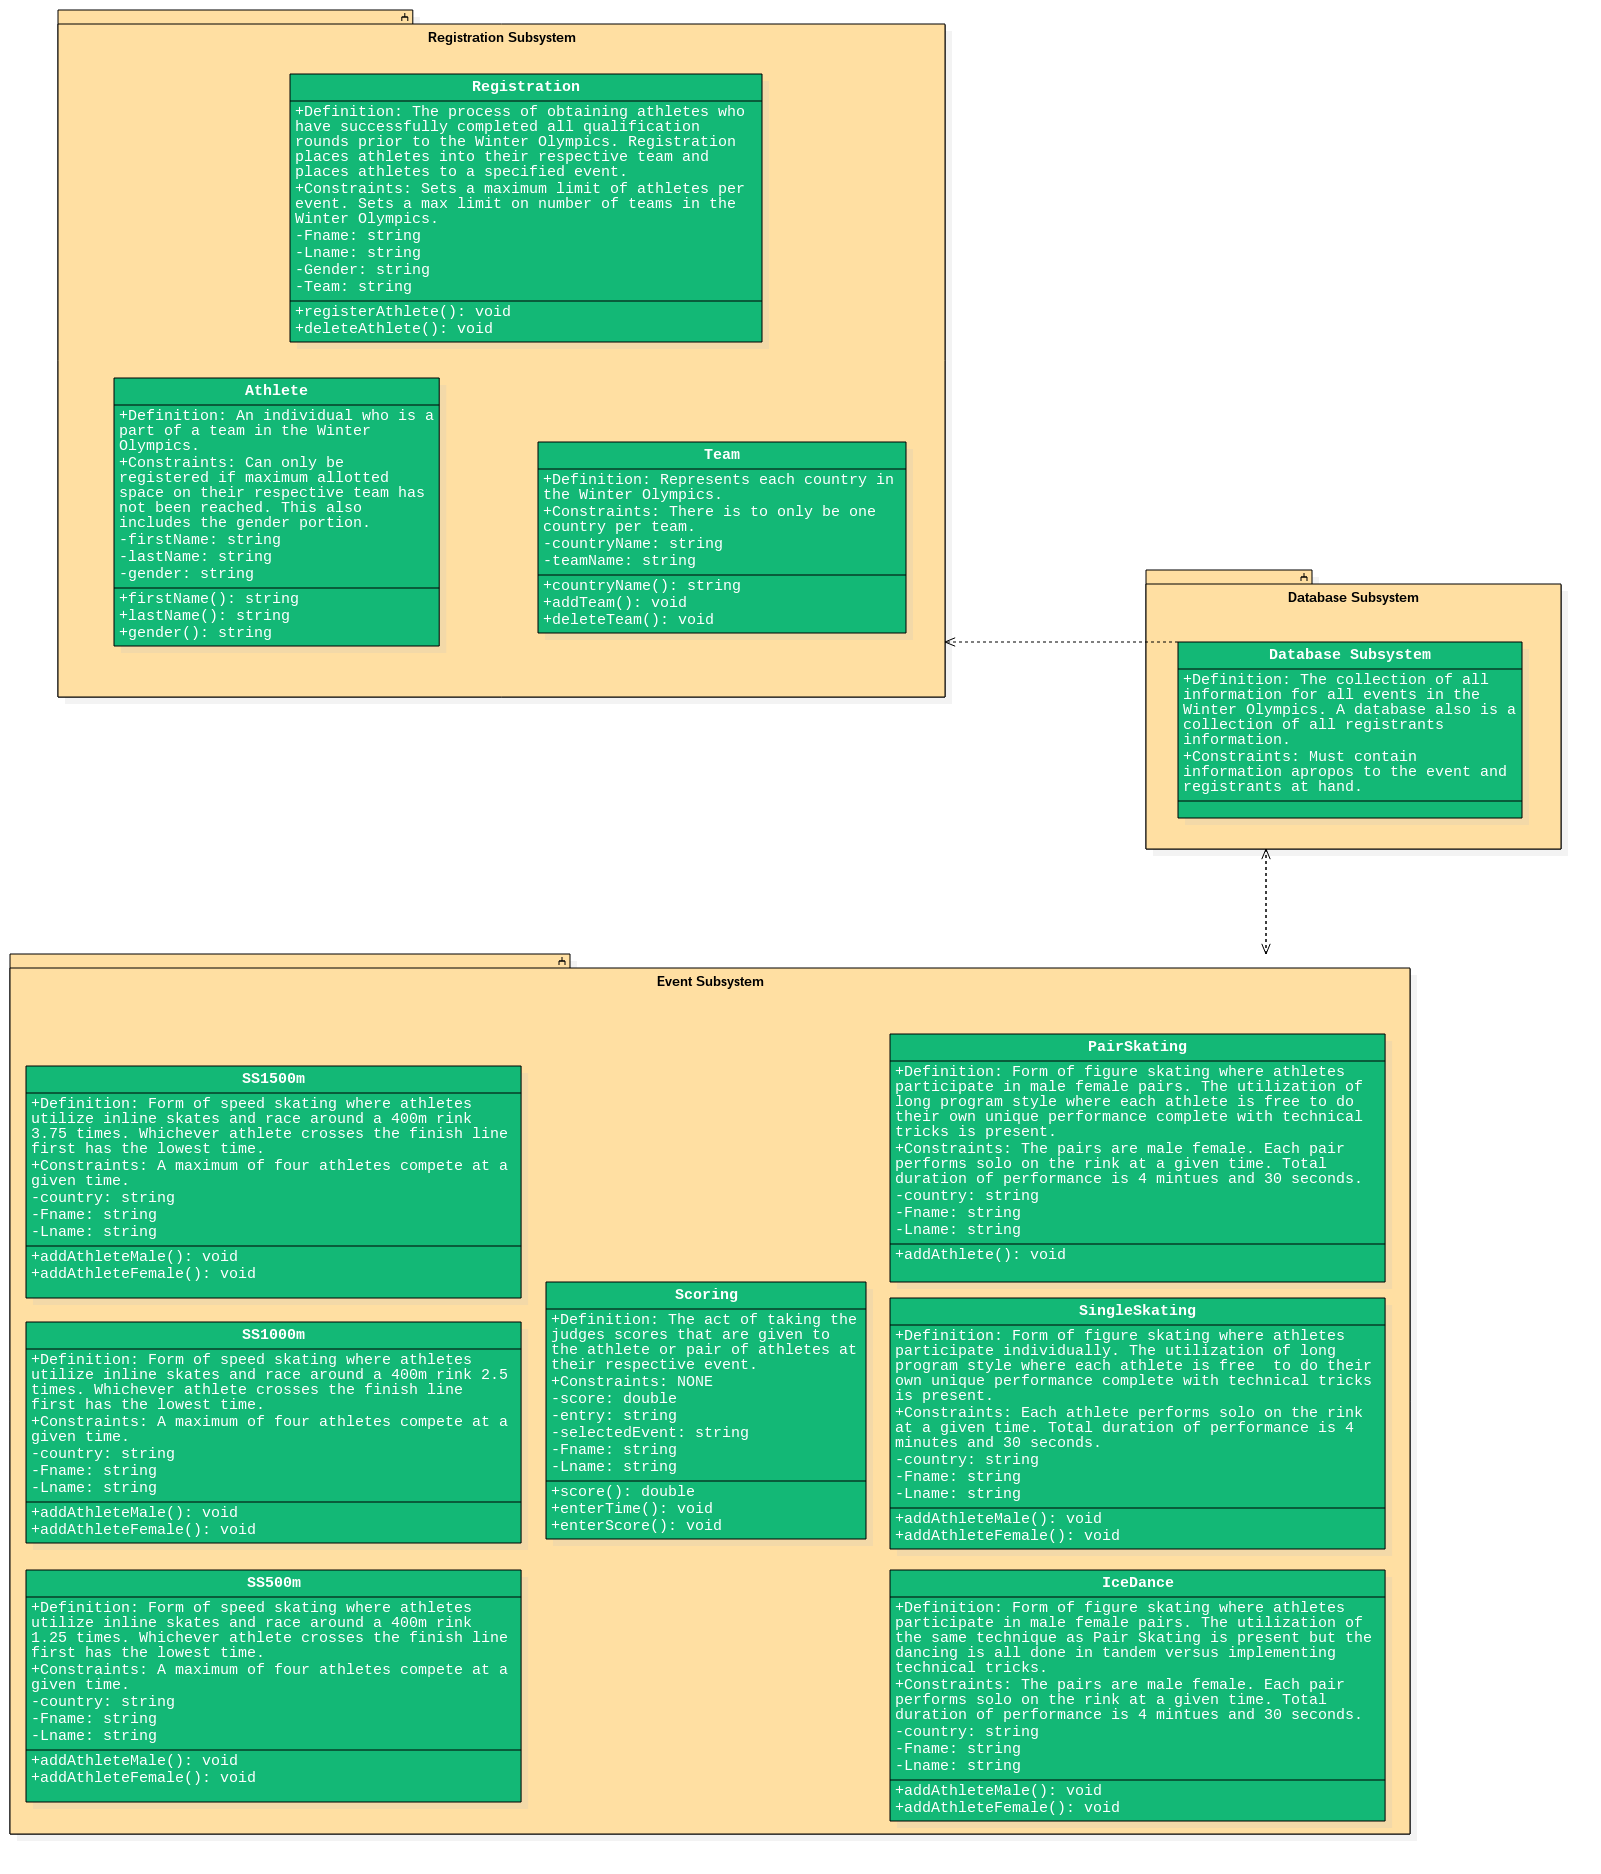 Registration Subsystem
Registration
+Definition: The process of obtaining athletes who
have successfully completed all qualification
rounds prior to the Winter Olympics. Registration
places athletes into their respective team and
places athletes to a specified event.
+Constraints: Sets a maximum limit of athletes per
event. Sets a max limit on number of teams in the
Winter Olympics.
-Fname: string
-Lname: string
-Gender: string
-Team: string
+registerAthlete(): void
+deleteAthlete(): void
Athlete
+Definition: An individual who is a
part of a team in the Winter
Olympics.
+Constraints: Can only be
registered if maximum allotted
space on their respective team has
not been reached. This also
includes the gender portion.
-firstName: string
-lastName: string
-gender: string
+firstName(): string
+lastName(): string
+gender(): string
Team
+Definition: Represents each country in
the Winter Olympics.
+Constraints: There is to only be one
country per team.
-countryName: string
-teamName: string
+countryName(): string
+addTeam(): void
+deleteTeam(): void
Database Subsystem
Database Subsystem
+Definition: The collection of all
information for all events in the
Winter Olympics. A database also is a
collection of all registrants
information.
+Constraints: Must contain
information apropos to the event and
registrants at hand.
Event Subsystem
SS1500m
+Definition: Form of speed skating where athletes
utilize inline skates and race around a 400m rink
3.75 times. Whichever athlete crosses the finish line
first has the lowest time.
+Constraints: A maximum of four athletes compete at a
given time.
-country: string
-Fname: string
-Lname: string
+addAthleteMale(): void
+addAthleteFemale(): void
SS1000m
+Definition: Form of speed skating where athletes
utilize inline skates and race around a 400m rink 2.5
times. Whichever athlete crosses the finish line
first has the lowest time.
+Constraints: A maximum of four athletes compete at a
given time.
-country: string
-Fname: string
-Lname: string
+addAthleteMale(): void
+addAthleteFemale(): void
SS500m
+Definition: Form of speed skating where athletes
utilize inline skates and race around a 400m rink
1.25 times. Whichever athlete crosses the finish line
first has the lowest time.
+Constraints: A maximum of four athletes compete at a
given time.
-country: string
-Fname: string
-Lname: string
+addAthleteMale(): void
+addAthleteFemale(): void
Scoring
+Definition: The act of taking the
judges scores that are given to
the athlete or pair of athletes at
their respective event.
+Constraints: NONE
-score: double
-entry: string
-selectedEvent: string
-Fname: string
-Lname: string
+score(): double
+enterTime(): void
+enterScore(): void
PairSkating
+Definition: Form of figure skating where athletes
participate in male female pairs. The utilization of
long program style where each athlete is free to do
their own unique performance complete with technical
tricks is present.
+Constraints: The pairs are male female. Each pair
performs solo on the rink at a given time. Total
duration of performance is 4 mintues and 30 seconds.
-country: string
-Fname: string
-Lname: string
+addAthlete(): void
SingleSkating
+Definition: Form of figure skating where athletes
participate individually. The utilization of long
program style where each athlete is free  to do their
own unique performance complete with technical tricks
is present.
+Constraints: Each athlete performs solo on the rink
at a given time. Total duration of performance is 4
minutes and 30 seconds.
-country: string
-Fname: string
-Lname: string
+addAthleteMale(): void
+addAthleteFemale(): void
IceDance
+Definition: Form of figure skating where athletes
participate in male female pairs. The utilization of
the same technique as Pair Skating is present but the
dancing is all done in tandem versus implementing
technical tricks.
+Constraints: The pairs are male female. Each pair
performs solo on the rink at a given time. Total
duration of performance is 4 mintues and 30 seconds.
-country: string
-Fname: string
-Lname: string
+addAthleteMale(): void
+addAthleteFemale(): void